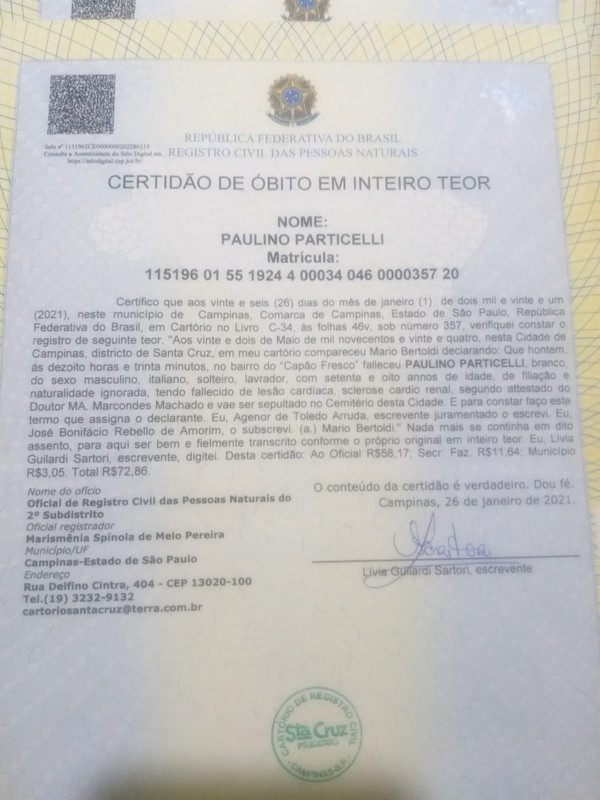 Selo nº
Consulte a Autenticidade do Selo Digital em:
https://selodigital.tjsp.jus.br/
REPÚBLICA FEDERATIVA DO BRASIL
REGISTRO CIVIL DAS PESSOAS NATURAIS
CERTIDÃO DE ÓBITO EM INTEIRO TEOR
NOME:
PAULINO PARTICELLI
Matrícula:
115196 01 55 1924 4 00034 046 0000357 20
Certifico que aos vinte e seis (26) dias do mês de janeiro (1) de dois mil e vinte e um
(2021), neste município de Campinas, Comarca de Campinas, Estado de São Paulo, República
Federativa do Brasil, em Cartório no Livro C-34, às folhas 46v, sob número 357, verifiquei constar o
registro de seguinte teor. "Aos vinte e dois de Maio de mil novecentos e vinte e quatro, nesta Cidade de
Campinas, districto de Santa Cruz, em meu cartório compareceu Mario Bertoldi declarando: Que hontem,
ás dezoito horas e trinta minutos, no bairro do "Capão Fresco" falleceu PAULINO PARTICELLI, branco,
do sexo masculino, italiano, solteiro, lavrador, com setenta e oito annos de idade, de filiação e
naturalidade ignorada, tendo fallecido de lesão cardiaca, sclerose cardio renal, segundo attestado do
Doutor MA. Marcondes Machado e vae ser sepultado no Cemitério desta Cidade. E para constar faço este
termo que assigna o declarante. Eu, Agenor de Toledo Arruda, escrevente juramentado o escrevi. Eu,
José Bonifácio Rebello de Amorim, o subscrevi. (a.) Mario Bertoldi." Nada mais se continha em dito
assento, para aqui ser bem e fielmente transcrito conforme o próprio original em inteiro teor. Eu, Lívia
Guilardi Sartori, escrevente, digitei. Desta certidão: Ao Oficial R$58,17; Secr. Faz. R$11,64; Município
R$3,05. Total R$72,86.
Nome do ofício
Oficial de Registro Civil das Pessoas Naturais do
2º Subdistrito
Oficial registrador
Marismênia Spinola de Melo Pereira
Município/UF
Campinas-Estado de São Paulo
Endereço
Rua Delfino Cintra, 404 - CEP 13020-100
Tel.(19) 3232-9132
cartoriosantacruz@terra.com.br
O conteúdo da certidão é verdadeiro. Dou fé.
Campinas, 26 de janeiro de 2021.
Lívia Guilardi Sartori, escrevente
CARTÓRIO DE REGISTRO CIVIL
Sta Cruz
- CAMPINAS-S.P. -